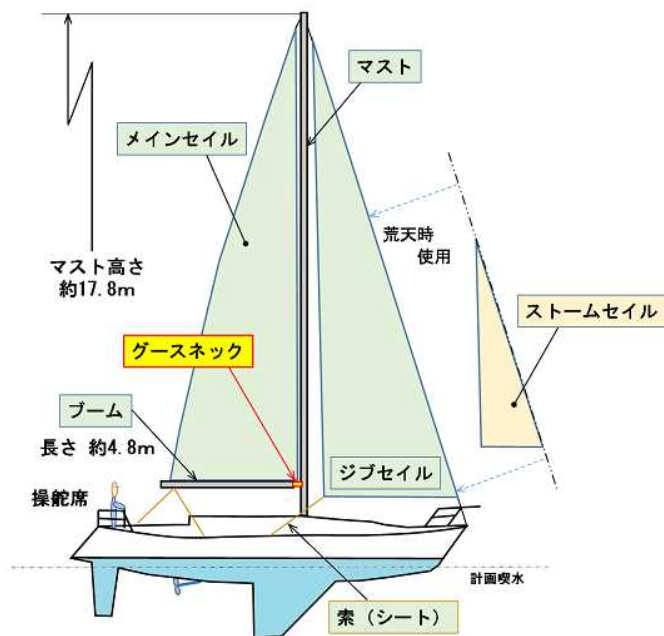 マスト
メインセイル
荒天時
使用
マスト高さ
約17.8m
ストームセイル
グースネック
ブーム
長さ 約4.8m
ジブセイル
操舵席
計画喫水
索（シート）